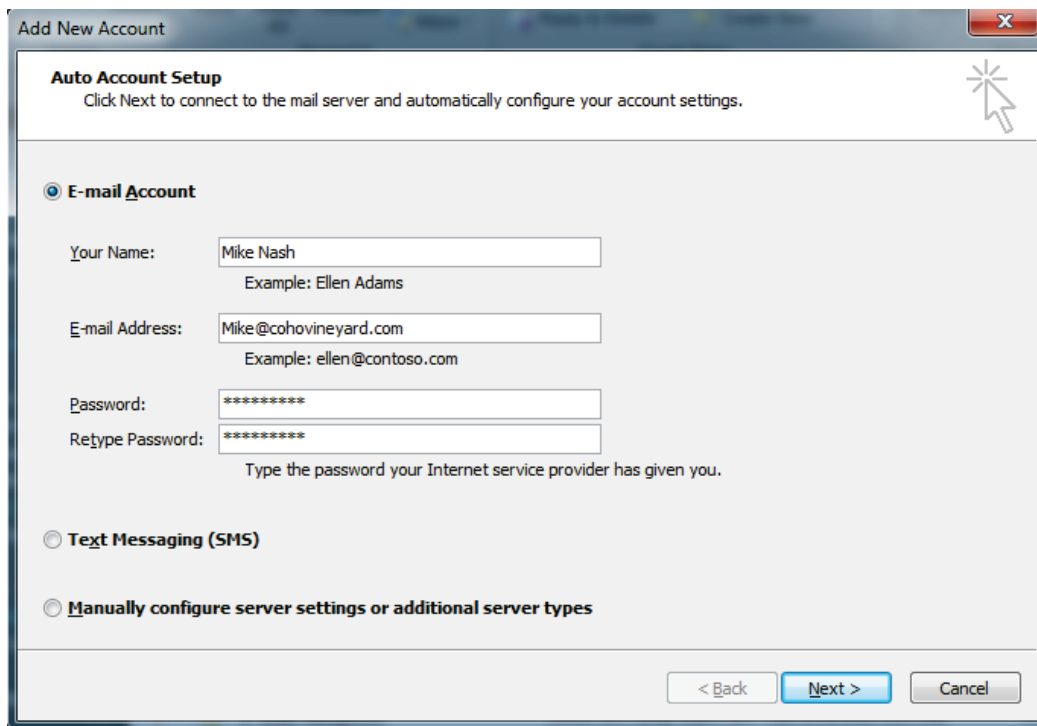 Add New Account
Auto Account Setup
Click Next to connect to the mail server and automatically configure your account settings.
E-mail Account
Your Name: Mike Nash
Example: Ellen Adams
E-mail Address: Mike@cohovineyard.com
Example: ellen@contoso.com
Password: *********
Retype Password: *********
Type the password your Internet service provider has given you.
Text Messaging (SMS)
Manually configure server settings or additional server types
< Back Next > Cancel